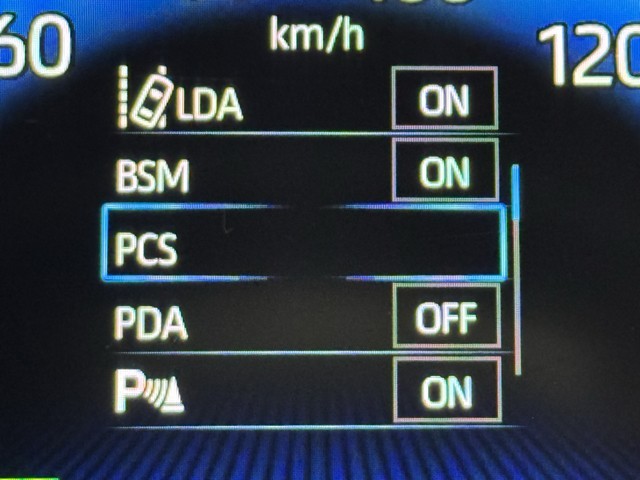 km/h
60 120
LDA ON
BSM ON
PCS
PDA OFF
P ON